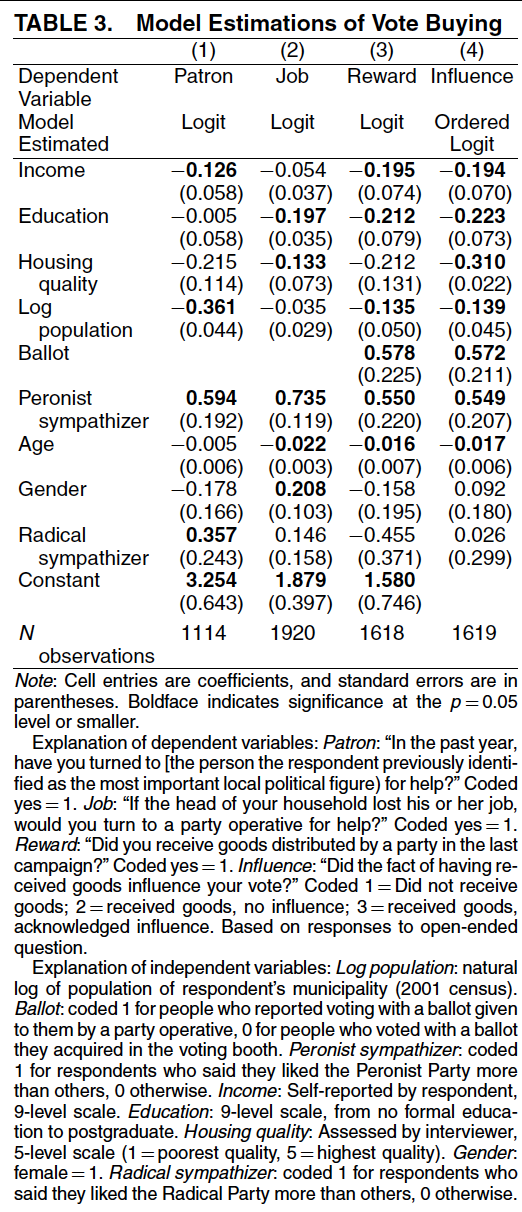 TABLE 3. Model Estimations of Vote Buying
(1) (2) (3) (4)
Dependent Patron Job Reward Influence
Variable
Model Logit Logit Logit Ordered
Estimated Logit
Income −0.126 −0.054 −0.195 −0.194
(0.058) (0.037) (0.074) (0.070)
Education −0.005 −0.197 −0.212 −0.223
(0.058) (0.035) (0.079) (0.073)
Housing −0.215 −0.133 −0.212 −0.310
quality (0.114) (0.073) (0.131) (0.022)
Log −0.361 −0.035 −0.135 −0.139
population (0.044) (0.029) (0.050) (0.045)
Ballot 0.578 0.572
(0.225) (0.211)
Peronist 0.594 0.735 0.550 0.549
sympathizer (0.192) (0.119) (0.220) (0.207)
Age −0.005 −0.022 −0.016 −0.017
(0.006) (0.003) (0.007) (0.006)
Gender −0.178 0.208 −0.158 0.092
(0.166) (0.103) (0.195) (0.180)
Radical 0.357 0.146 −0.455 0.026
sympathizer (0.243) (0.158) (0.371) (0.299)
Constant 3.254 1.879 1.580
(0.643) (0.397) (0.746)
N 1114 1920 1618 1619
observations
Note: Cell entries are coefficients, and standard errors are in
parentheses. Boldface indicates significance at the p = 0.05
level or smaller.
Explanation of dependent variables: Patron: “In the past year,
have you turned to [the person the respondent previously identi-
fied as the most important local political figure) for help?” Coded
yes = 1. Job: “If the head of your household lost his or her job,
would you turn to a party operative for help?” Coded yes = 1.
Reward: “Did you receive goods distributed by a party in the last
campaign?” Coded yes = 1. Influence: “Did the fact of having re-
ceived goods influence your vote?” Coded 1 = Did not receive
goods; 2 = received goods, no influence; 3 = received goods,
acknowledged influence. Based on responses to open-ended
question.
Explanation of independent variables: Log population: natural
log of population of respondent’s municipality (2001 census).
Ballot: coded 1 for people who reported voting with a ballot given
to them by a party operative, 0 for people who voted with a ballot
they acquired in the voting booth. Peronist sympathizer: coded
1 for respondents who said they liked the Peronist Party more
than others, 0 otherwise. Income: Self-reported by respondent,
9-level scale. Education: 9-level scale, from no formal educa-
tion to postgraduate. Housing quality: Assessed by interviewer,
5-level scale (1 = poorest quality, 5 = highest quality). Gender:
female = 1. Radical sympathizer: coded 1 for respondents who
said they liked the Radical Party more than others, 0 otherwise.